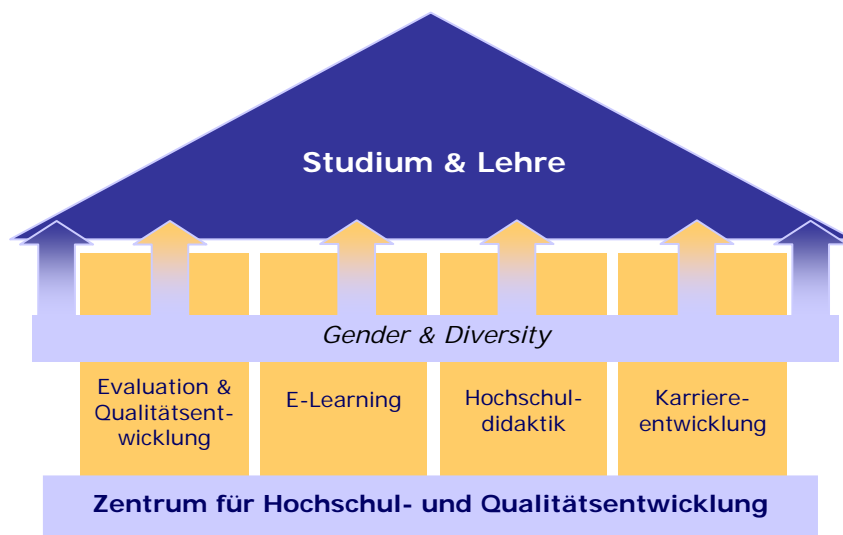 Studium & Lehre
Gender & Diversity
Evaluation &
Qualitätsent-
wicklung
E-Learning
Hochschul-
didaktik
Karriere-
entwicklung
Zentrum für Hochschul- und Qualitätsentwicklung